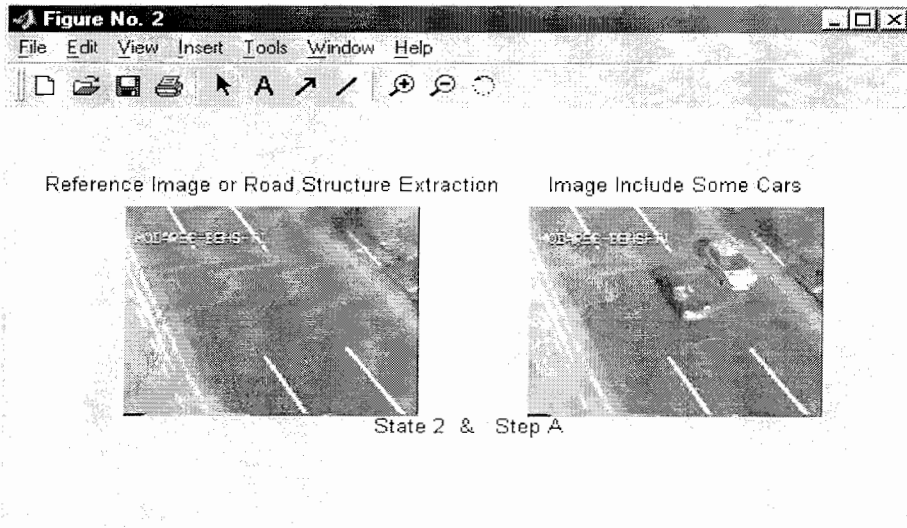 Figure No. 2
File Edit View Insert Tools Window Help
A
Reference Image or Road Structure Extraction
Image Include Some Cars
State 2 & Step A